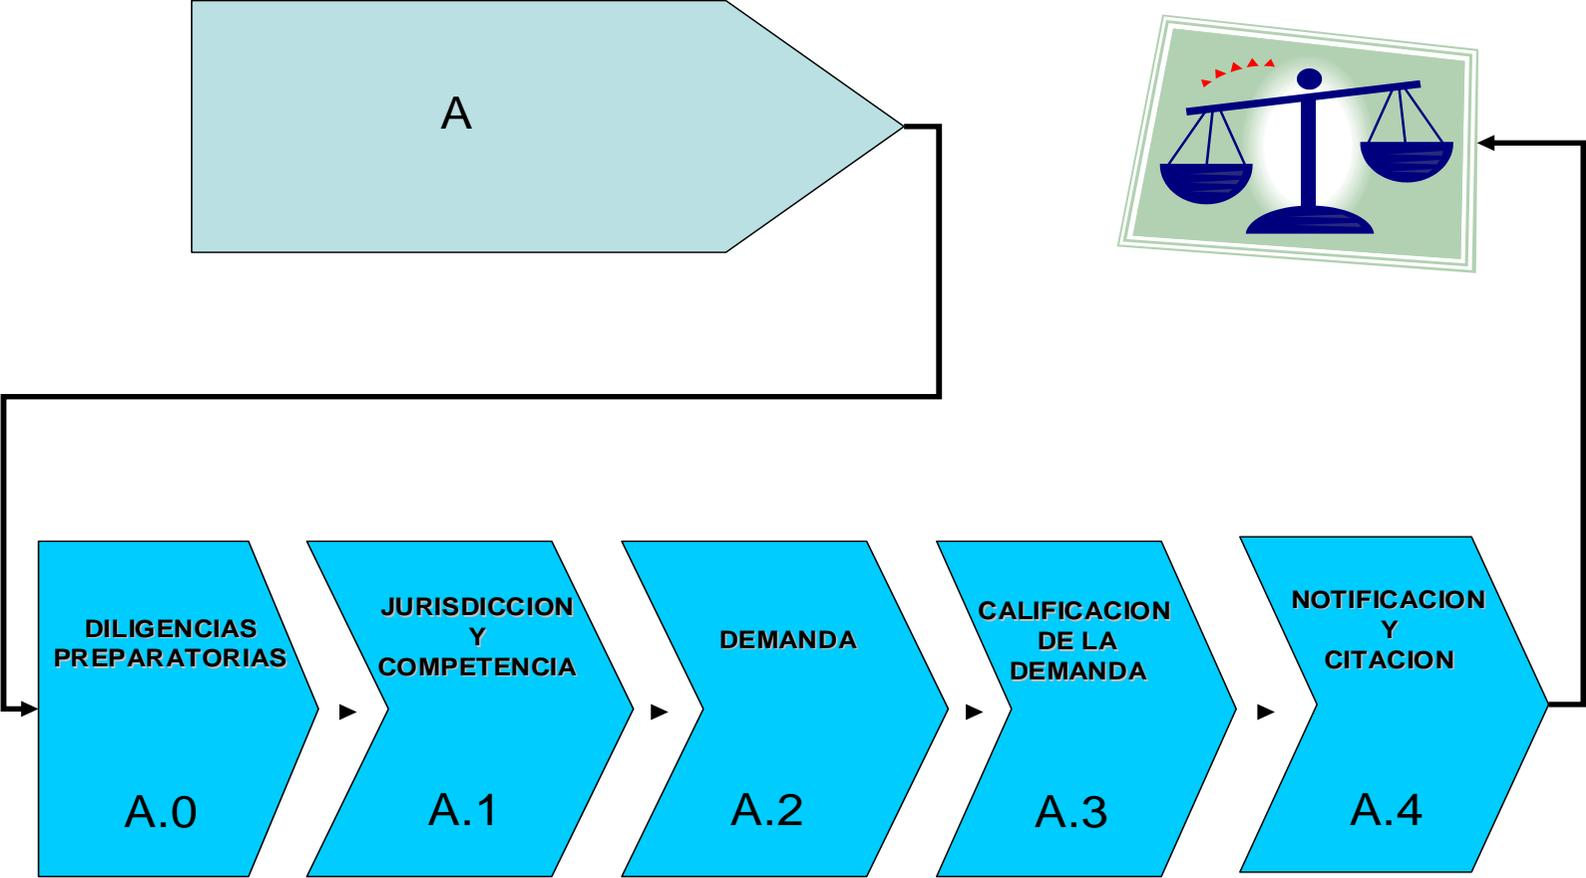 A
DILIGENCIAS
PREPARATORIAS
A.0
JURISDICCION
Y
COMPETENCIA
A.1
DEMANDA
A.2
CALIFICACION
DE LA
DEMANDA
A.3
NOTIFICACION
Y
CITACION
A.4